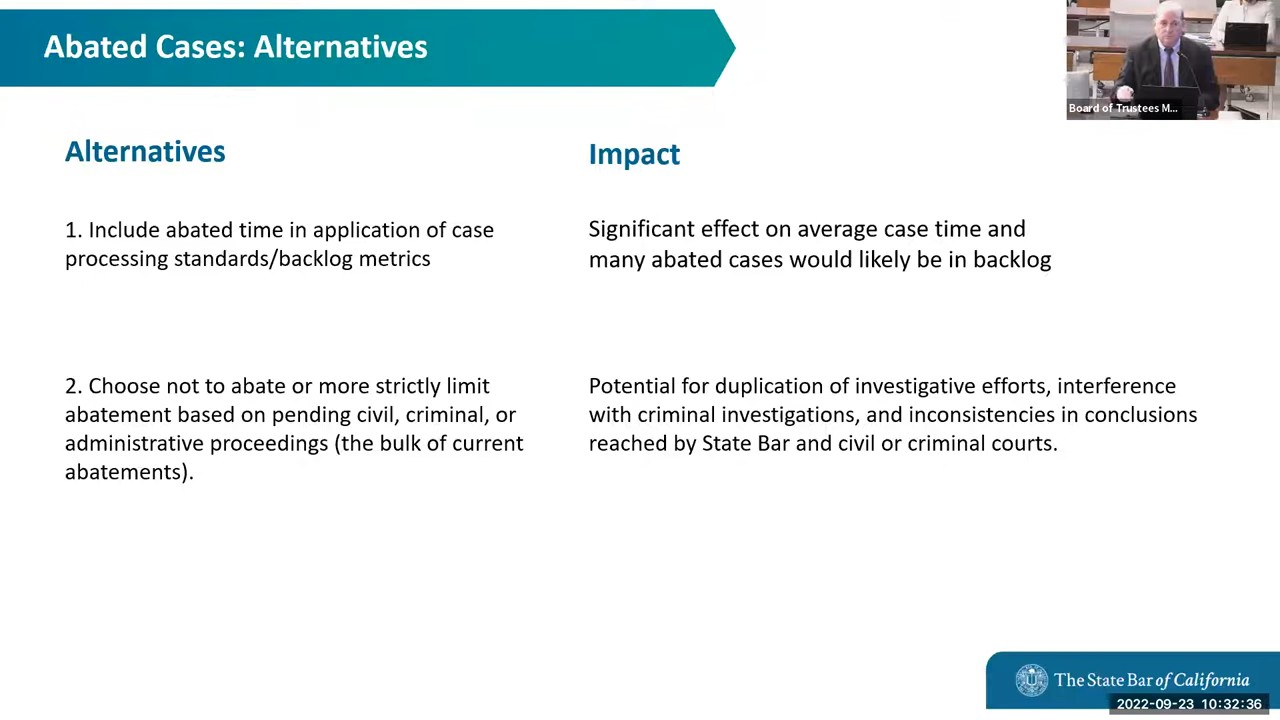 Abated Cases: Alternatives
Board of Trustees M...
Alternatives
Impact
1. Include abated time in application of case
processing standards/backlog metrics
Significant effect on average case time and
many abated cases would likely be in backlog
2. Choose not to abate or more strictly limit
abatement based on pending civil, criminal, or
administrative proceedings (the bulk of current
abatements).
Potential for duplication of investigative efforts, interference
with criminal investigations, and inconsistencies in conclusions
reached by State Bar and civil or criminal courts.
The State Bar of California
2022-09-23 10:32:36